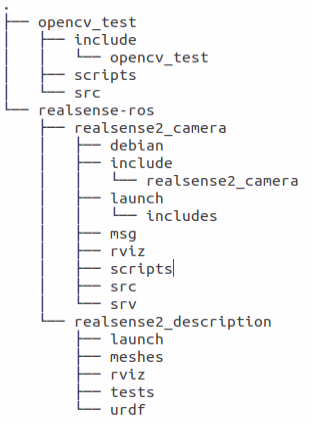 .
├── opencv_test
│   ├── include
│   │   └── opencv_test
│   ├── scripts
│   └── src
└── realsense-ros
    ├── realsense2_camera
    │   ├── debian
    │   ├── include
    │   │   └── realsense2_camera
    │   ├── launch
    │   │   └── includes
    │   ├── msg
    │   ├── rviz
    │   ├── scripts
    │   ├── src
    │   └── srv
    └── realsense2_description
        ├── launch
        ├── meshes
        ├── rviz
        ├── tests
        └── urdf